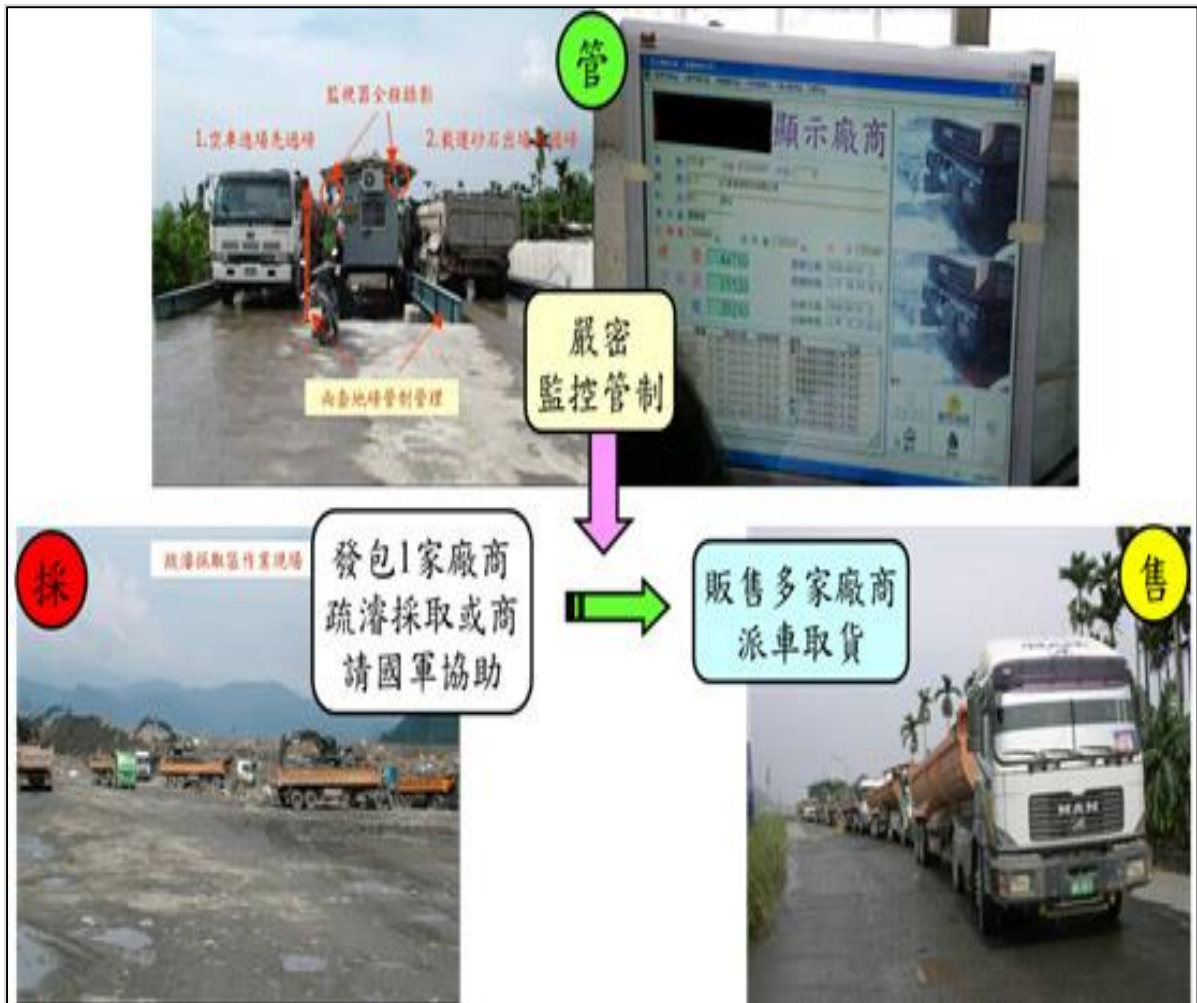 管
監視器全程錄影
1.空車進場先過磅
2.載運砂石出場再過磅
顯示廠商
嚴密
監控管制
兩套地磅管制管理
採
疏濬採取區作業現場
發包1家廠商
疏濬採取或商
請國軍協助
販售多家廠商
派車取貨
售
MAN